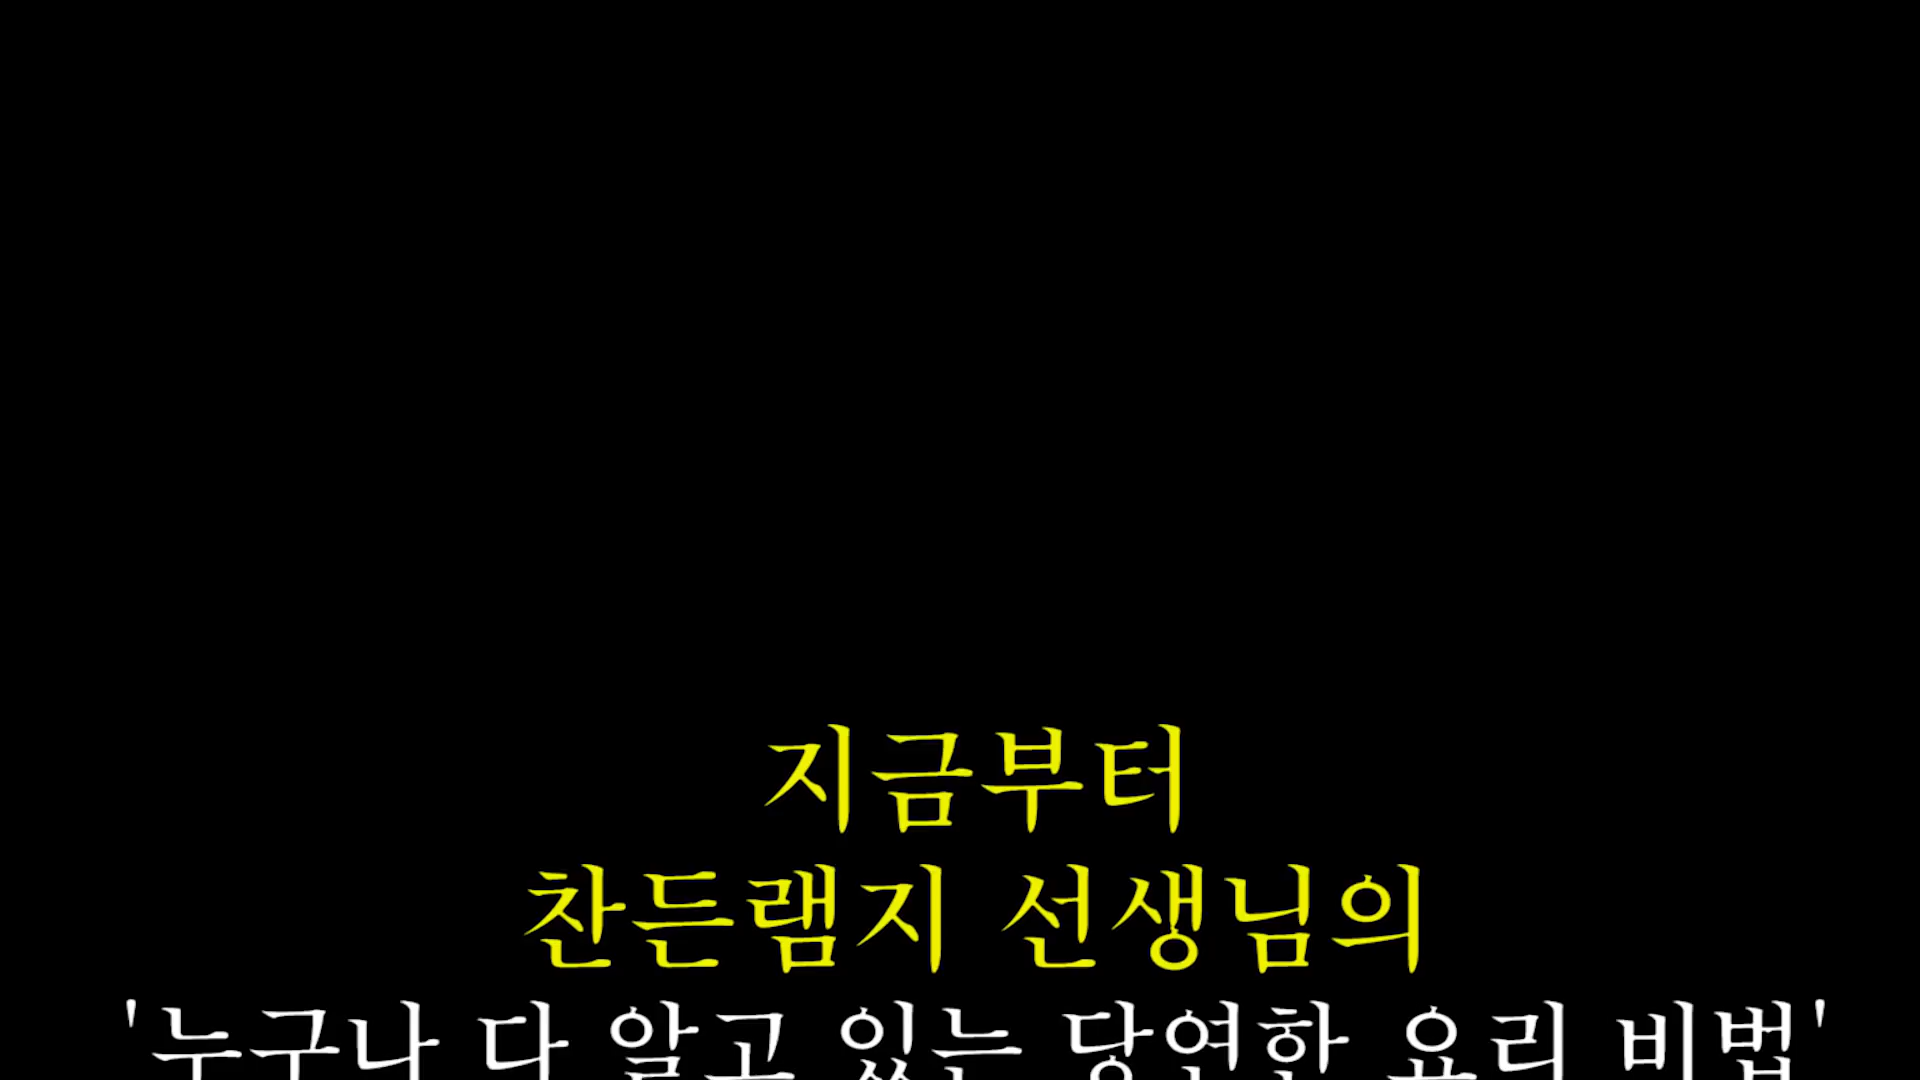 지금부터
찬든램지 선생님의
'누구나 다 알고 있는 당연한 요리 비법'